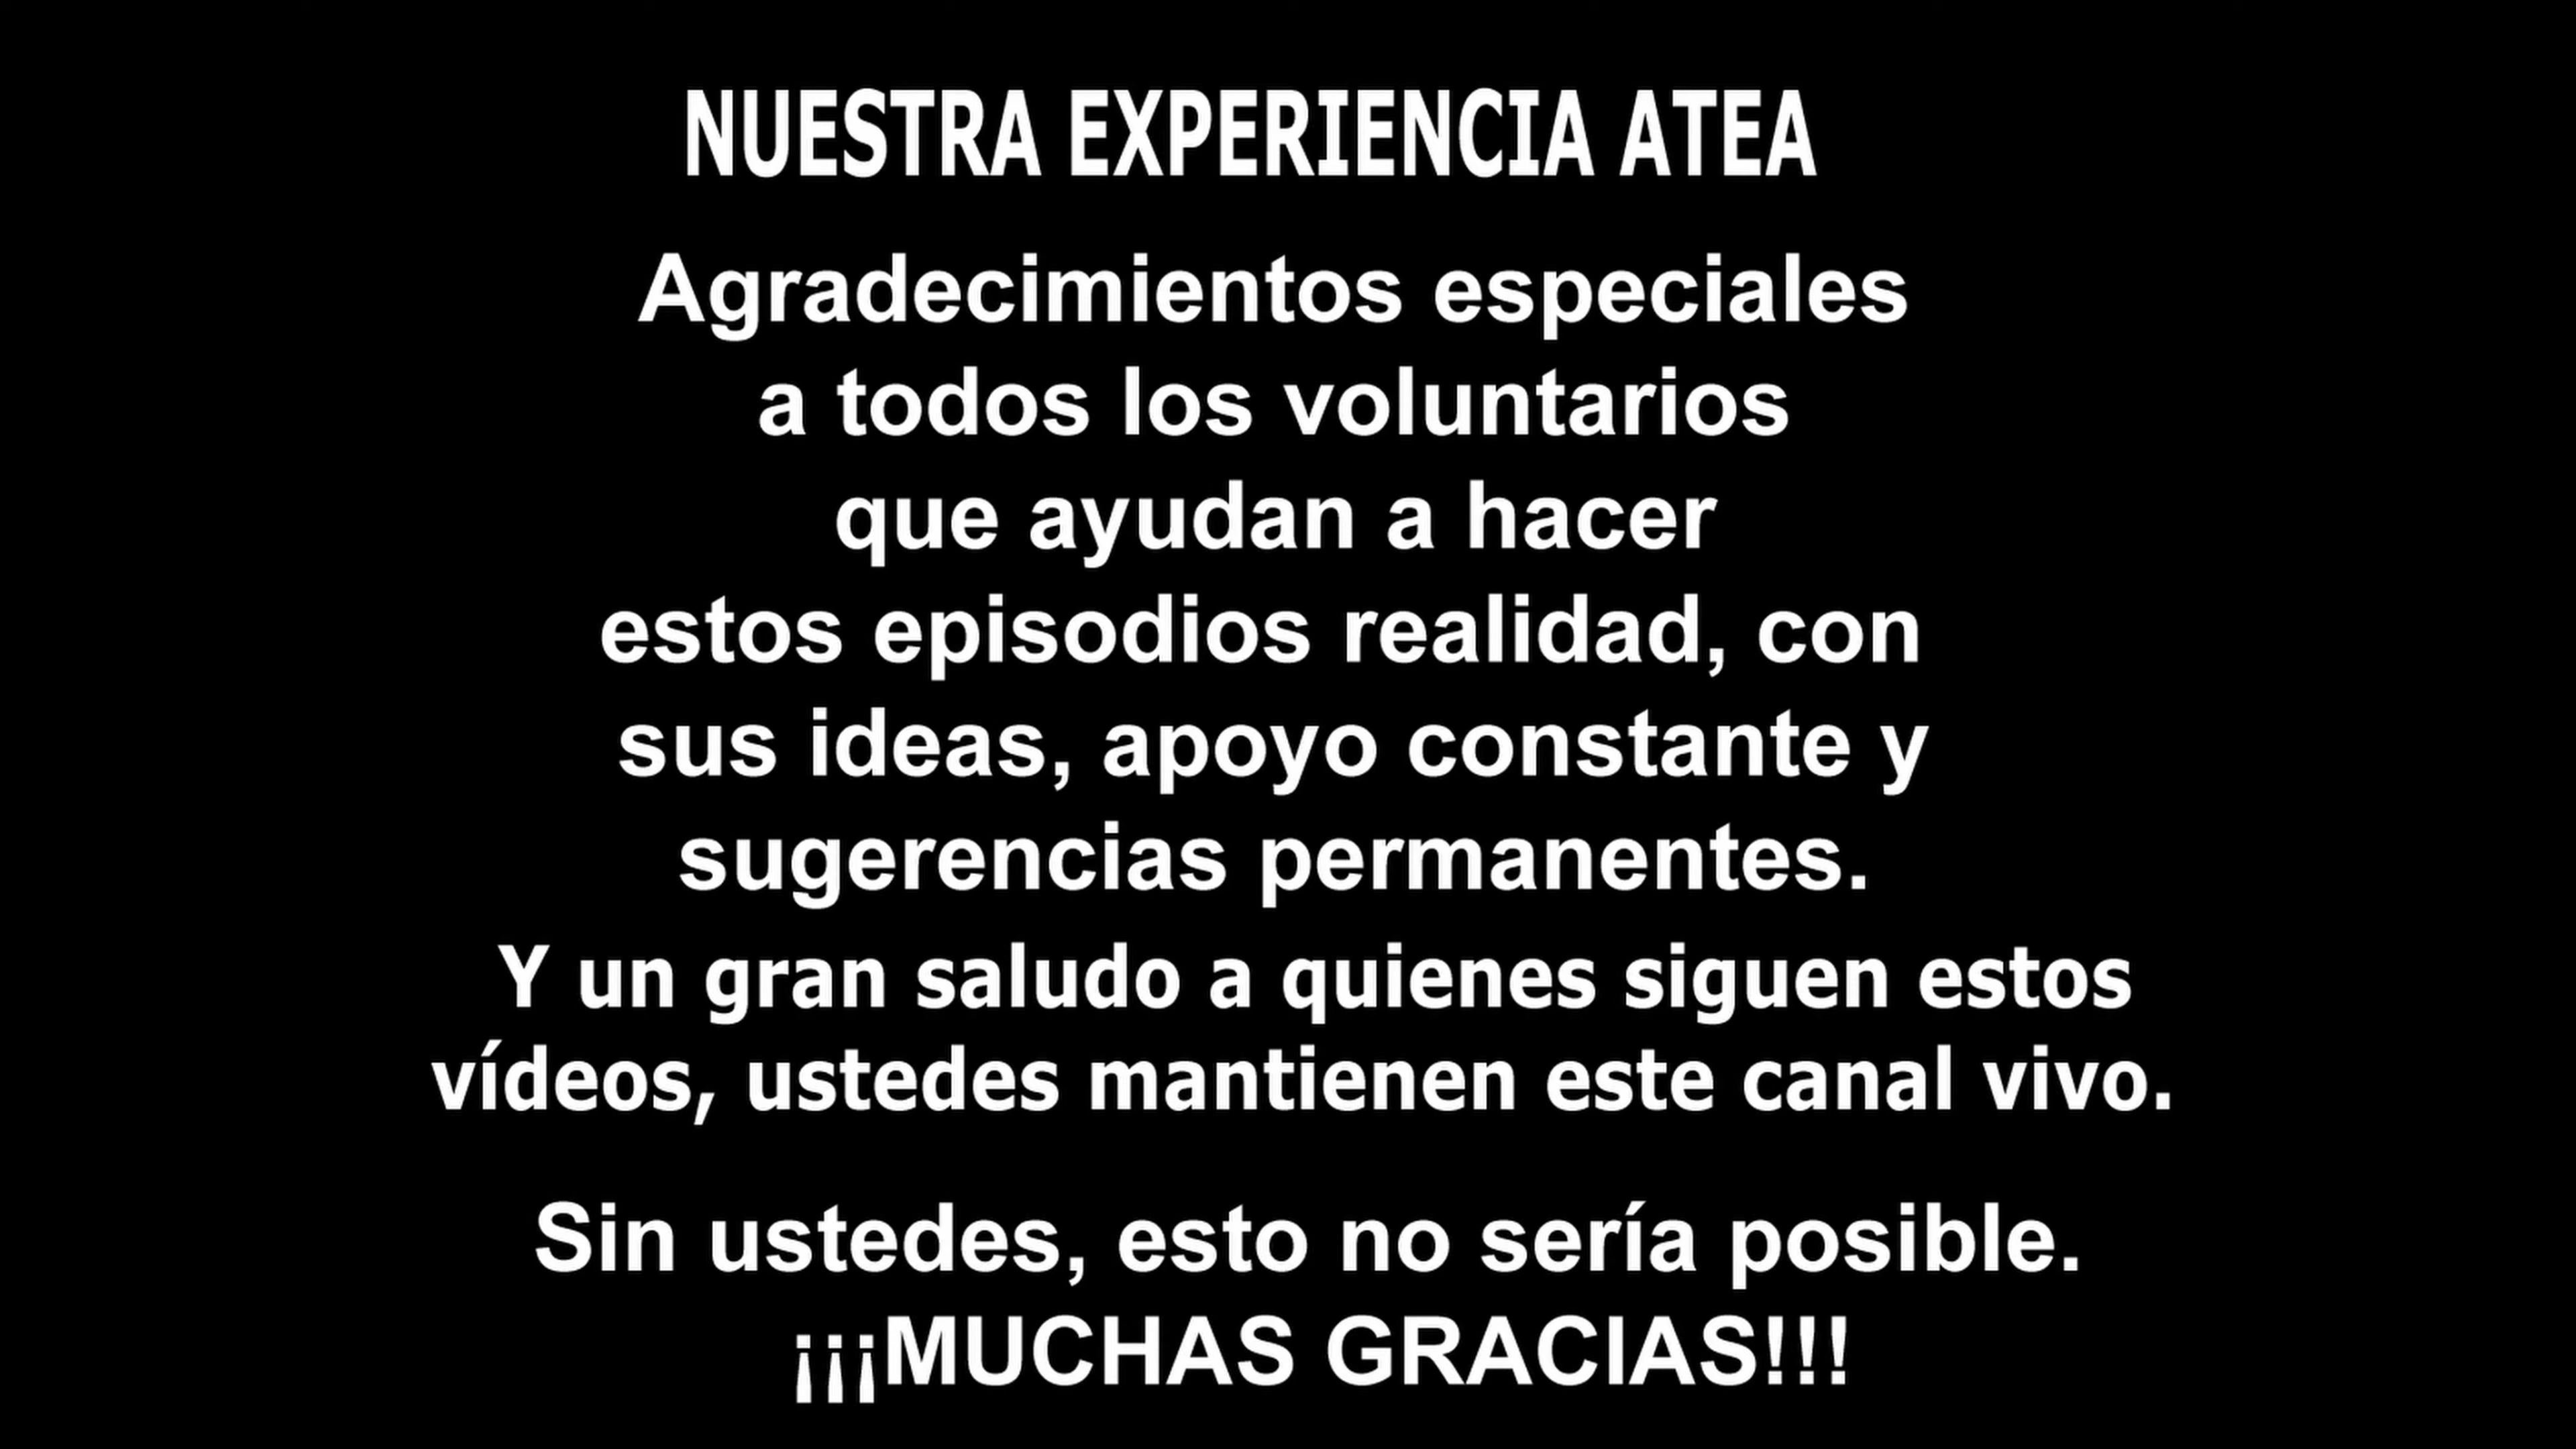 NUESTRA EXPERIENCIA ATEA
Agradecimientos especiales
a todos los voluntarios
que ayudan a hacer
estos episodios realidad, con
sus ideas, apoyo constante y
sugerencias permanentes.
Y un gran saludo a quienes siguen estos
vídeos, ustedes mantienen este canal vivo.
Sin ustedes, esto no sería posible.
¡¡¡MUCHAS GRACIAS!!!